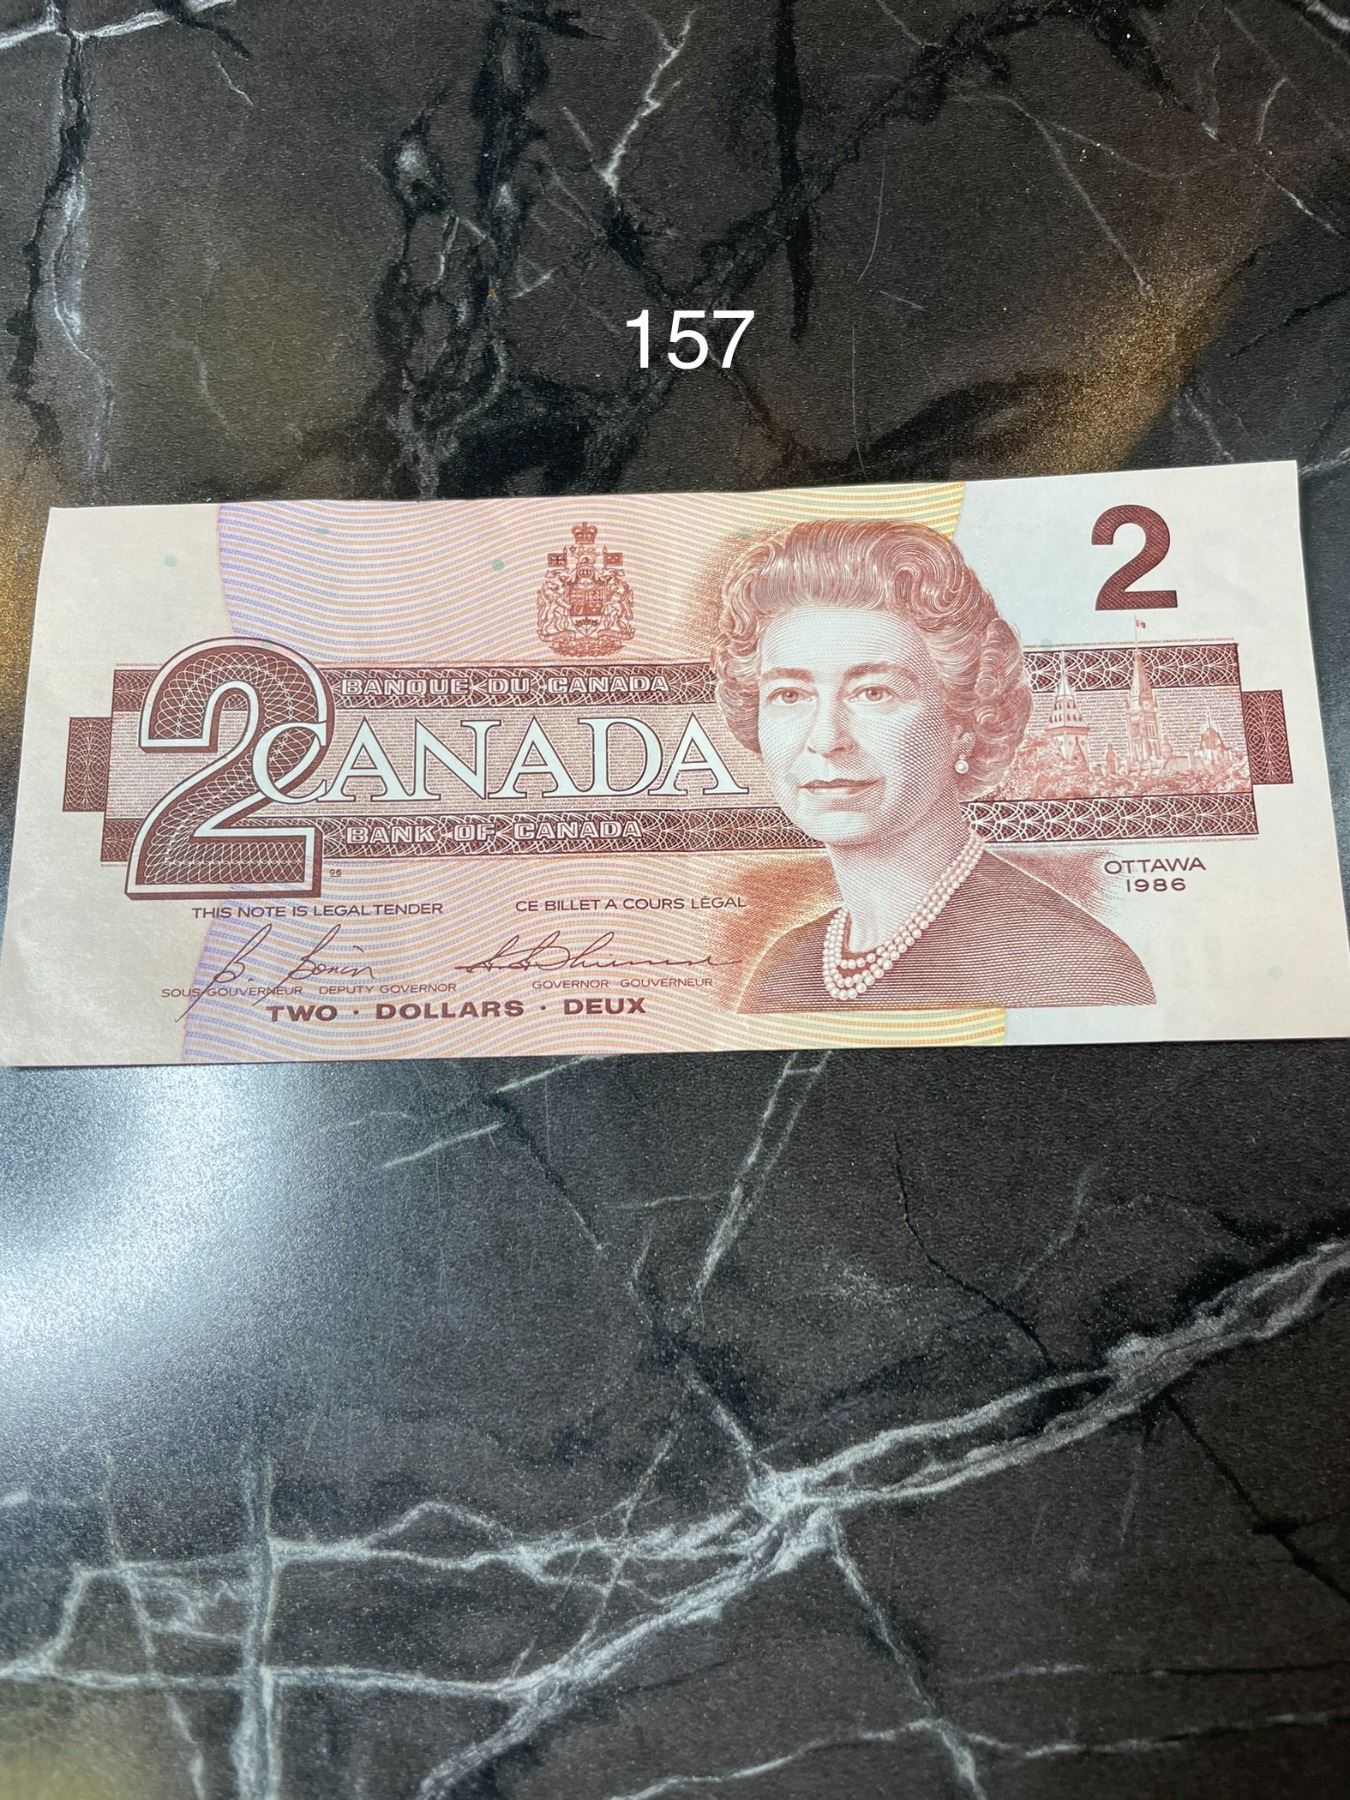 157
2
BANQUE DU CANADA
2 CANADA
BANK OF CANADA
OTTAWA
1986
THIS NOTE IS LEGAL TENDER CE BILLET A COURS LÉGAL
B. Bonin
SOUS-GOUVERNEUR DEPUTY GOVERNOR GOVERNOR GOUVERNEUR
TWO · DOLLARS · DEUX